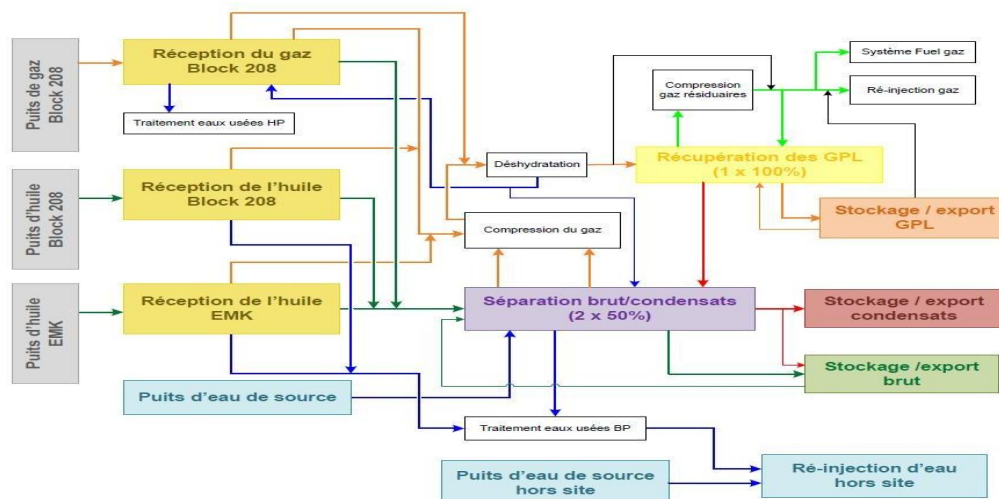 Puits de gaz
Block 208
Réception du gaz
Block 208
Traitement eaux usées HP
Puits d'huile
Block 208
Réception de l'huile
Block 208
Puits d'huile
EMK
Réception de l'huile
EMK
Puits d'eau de source
Déshydratation
Compression du gaz
Séparation brut/condensats
(2 x 50%)
Traitement eaux usées BP
Puits d'eau de source
hors site
Compression
gaz résiduaires
Récupération des GPL
(1 x 100%)
Système Fuel gaz
Ré-injection gaz
Stockage / export
GPL
Stockage / export
condensats
Stockage /export
brut
Ré-injection d'eau
hors site